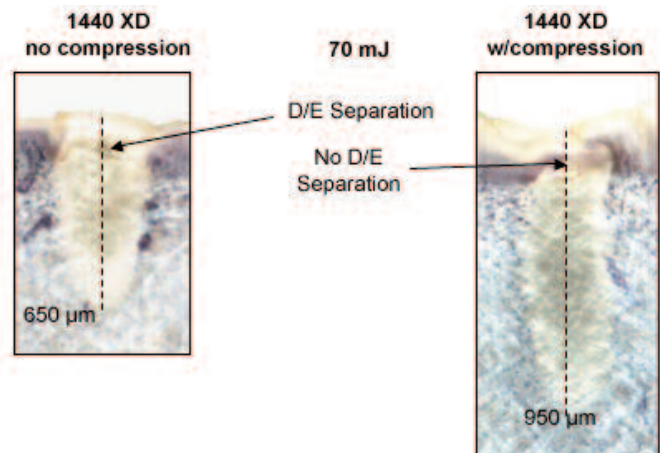 1440 XD
no compression
70 mJ
1440 XD
w/compression
D/E Separation
No D/E
Separation
650 µm
950 µm